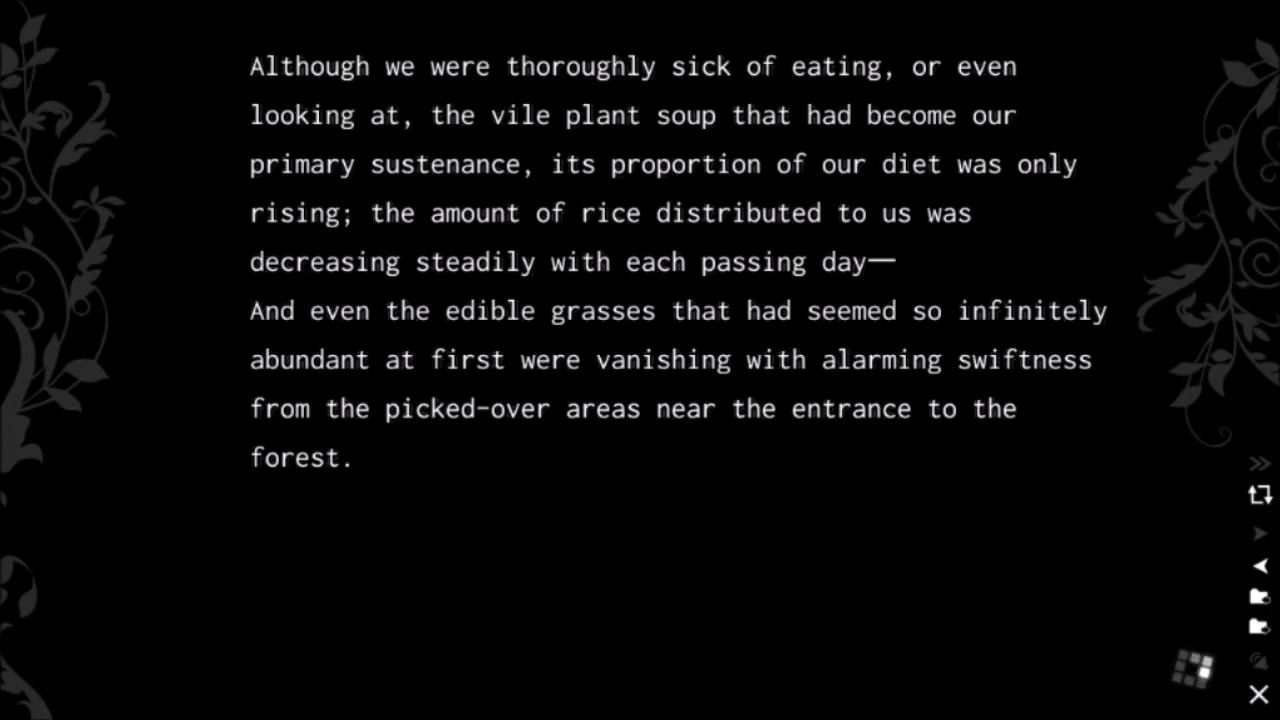 Although we were thoroughly sick of eating, or even
looking at, the vile plant soup that had become our
primary sustenance, its proportion of our diet was only
rising; the amount of rice distributed to us was
decreasing steadily with each passing day—
And even the edible grasses that had seemed so infinitely
abundant at first were vanishing with alarming swiftness
from the picked-over areas near the entrance to the
forest.